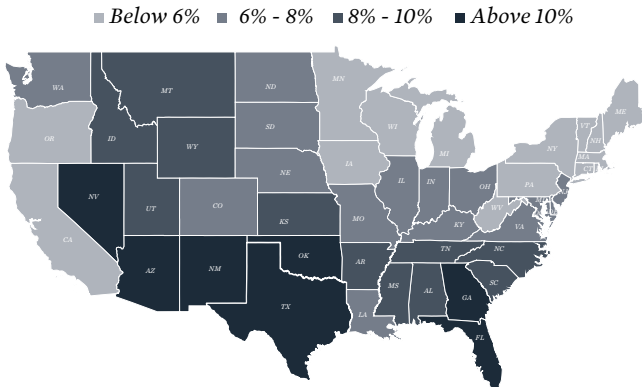 Below 6% 6% - 8% 8% - 10% Above 10%
WA
MT
ND
MN
OR
ID
WY
SD
WI
MI
NY
VT
NH
ME
MA
CT
NV
UT
CO
NE
IA
IL
IN
OH
PA
NJ
CA
KS
MO
KY
WV
VA
AZ
NM
OK
AR
TN
NC
TX
LA
MS
AL
GA
SC
FL